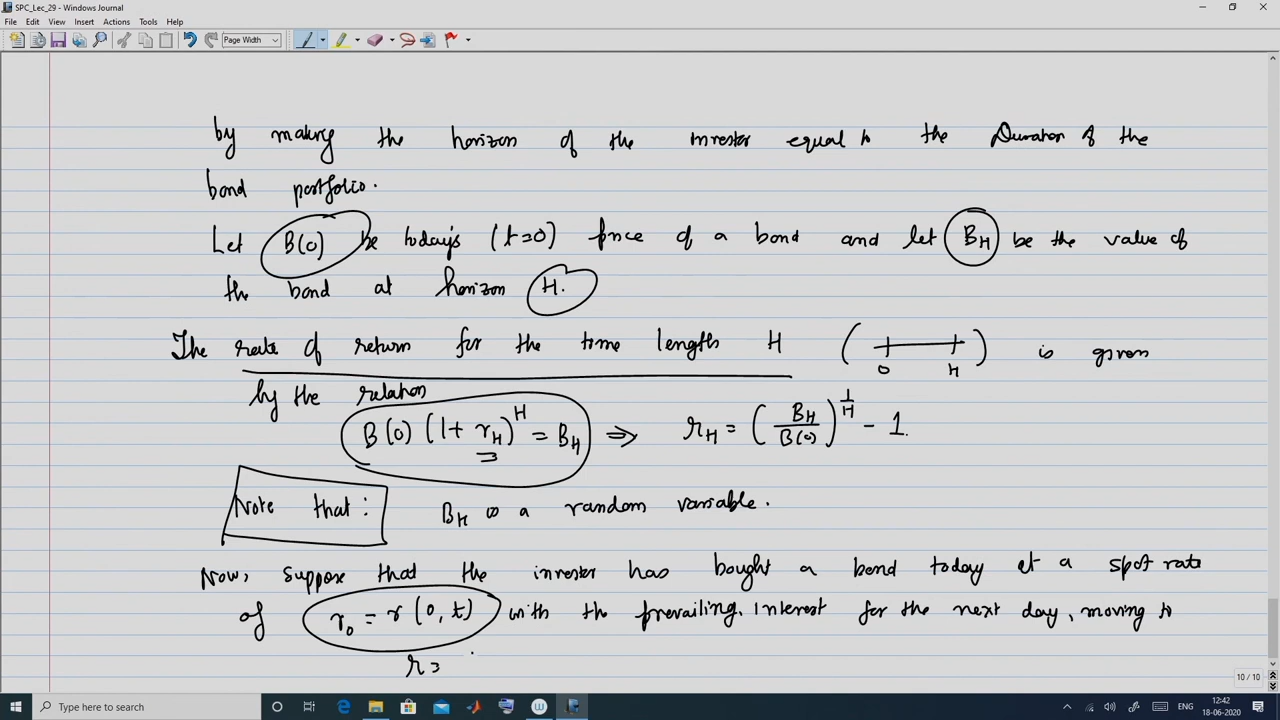 SPC_Lec_29 - Windows Journal
File Edit View Insert Actions Tools Help
Page Width
by making the horizon of the investor equal to the Duration of the
bond portfolio.
Let B(0) be today's (t=0) price of a bond and let B_H be the value of
the bond at horizon H.
The rate of return for the time length H ( 0 H ) is given
by the relation
B(0) (1 + r_H)^H = B_H ⇒ r_H = (B_H / B(0))^(1/H) - 1.
Note that: B_H is a random variable.
Now, suppose that the investor has bought a bond today at a spot rate
of r_0 = r(0, t) with the prevailing interest for the next day, moving to
r =
10 / 10
Type here to search
ENG
12:42
18-06-2020